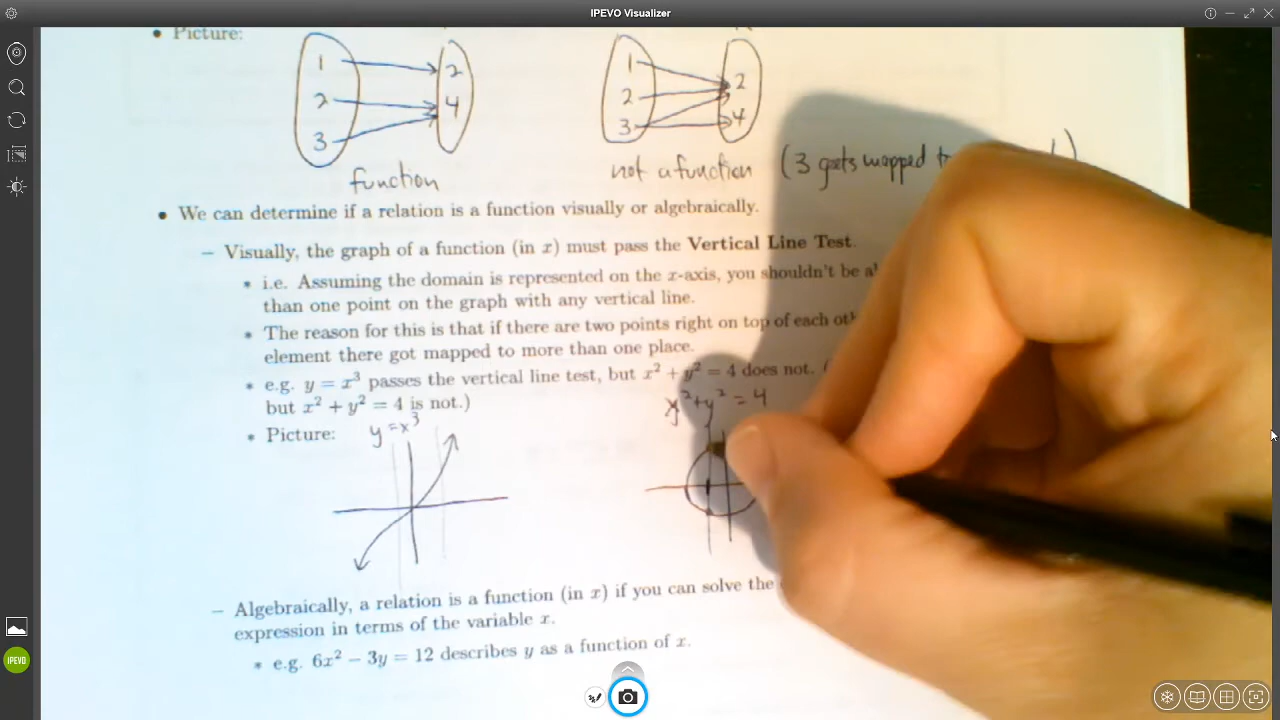 IPEVO Visualizer
• Picture:
1 2 3 2 4
1 2 3 2 4
function
not a function (3 gets mapped
• We can determine if a relation is a function visually or algebraically.
– Visually, the graph of a function (in x) must pass the Vertical Line Test.
* i.e. Assuming the domain is represented on the x-axis, you shouldn't be
than one point on the graph with any vertical line.
* The reason for this is that if there are two points right on top of each
element there got mapped to more than one place.
* e.g. y = x³ passes the vertical line test, but x² + y² = 4 does not. (
but x² + y² = 4 is not.)
* Picture:
y = x³
x² + y² = 4
– Algebraically, a relation is a function (in x) if you can solve the
expression in terms of the variable x.
* e.g. 6x² − 3y = 12 describes y as a function of x.
IPEVO